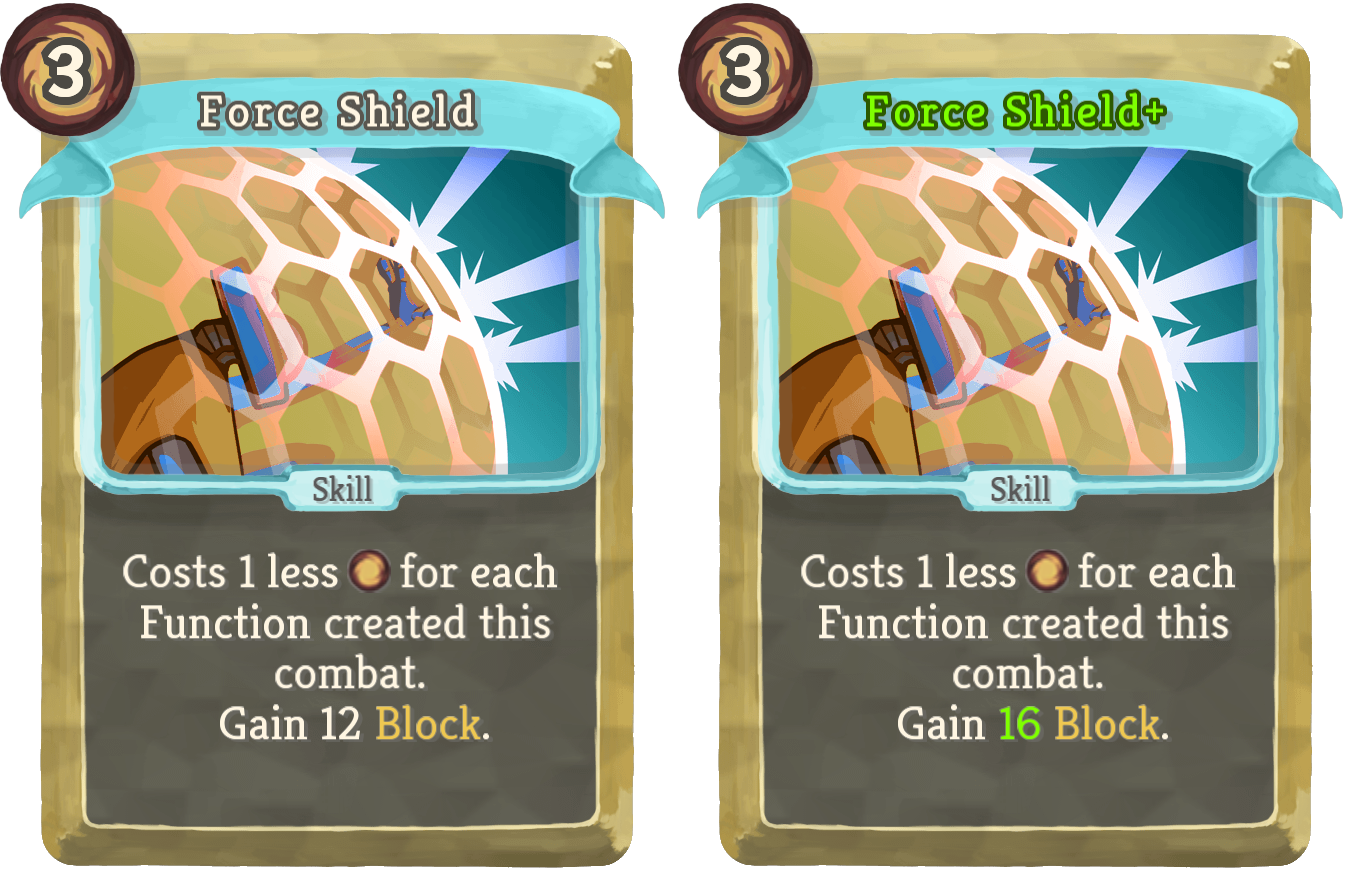 3
Force Shield
Skill
Costs 1 less for each
Function created this
combat.
Gain 12 Block.
3
Force Shield+
Skill
Costs 1 less for each
Function created this
combat.
Gain 16 Block.